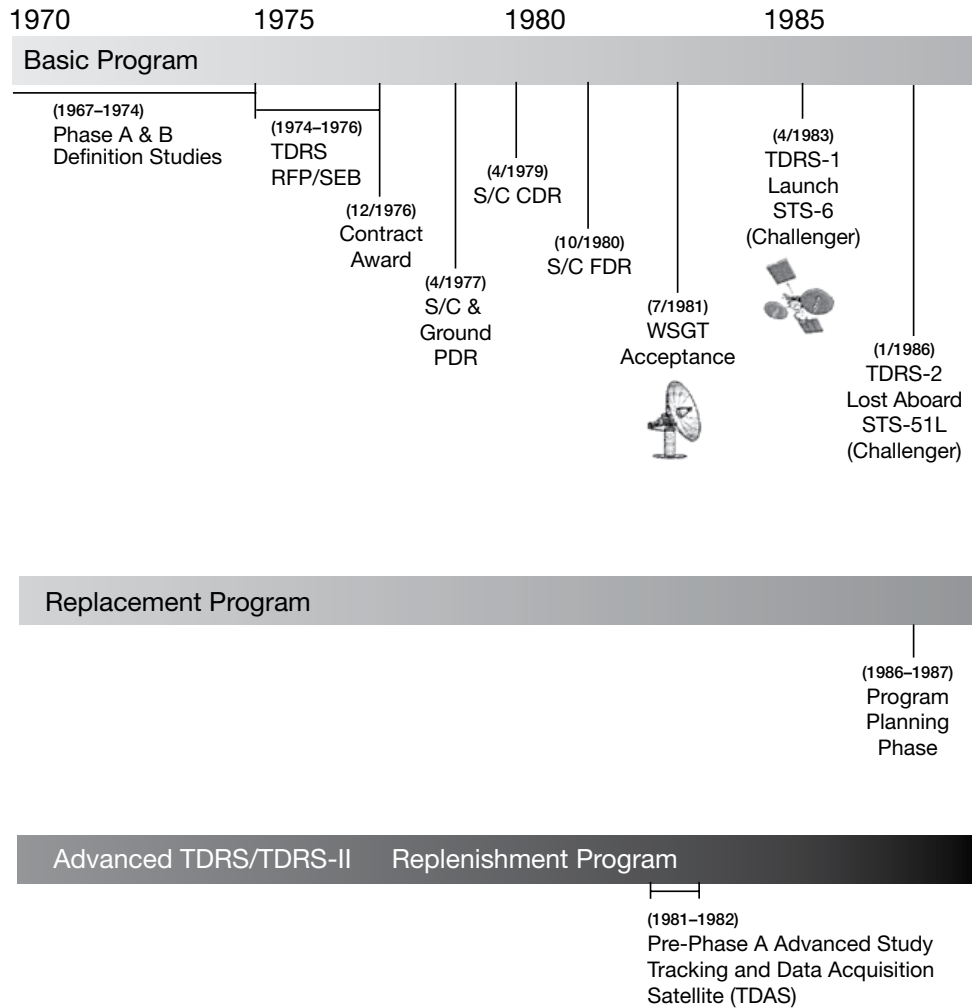 1970 1975 1980 1985
Basic Program
(1967–1974)
Phase A & B
Definition Studies
(1974–1976)
TDRS
RFP/SEB
(12/1976)
Contract
Award
(4/1977)
S/C &
Ground
PDR
(4/1979)
S/C CDR
(10/1980)
S/C FDR
(7/1981)
WSGT
Acceptance
(4/1983)
TDRS-1
Launch
STS-6
(Challenger)
(1/1986)
TDRS-2
Lost Aboard
STS-51L
(Challenger)
Replacement Program
(1986–1987)
Program
Planning
Phase
Advanced TDRS/TDRS-II Replenishment Program
(1981–1982)
Pre-Phase A Advanced Study
Tracking and Data Acquisition
Satellite (TDAS)